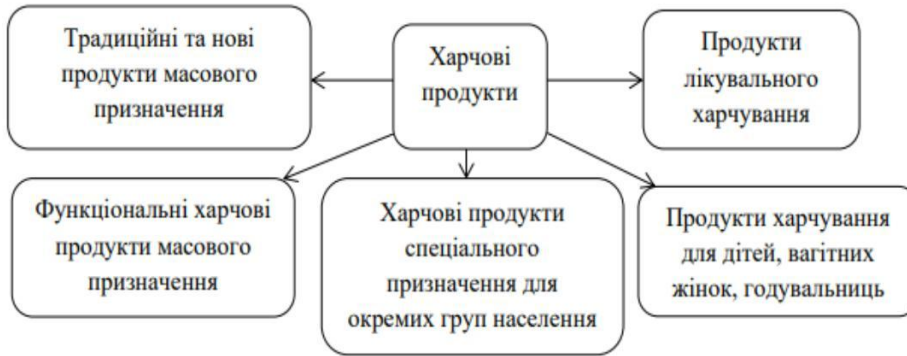 Традиційні та нові
продукти масового
призначення
Харчові
продукти
Продукти
лікувального
харчування
Функціональні харчові
продукти масового
призначення
Харчові продукти
спеціального
призначення для
окремих груп населення
Продукти харчування
для дітей, вагітних
жінок, годувальниць